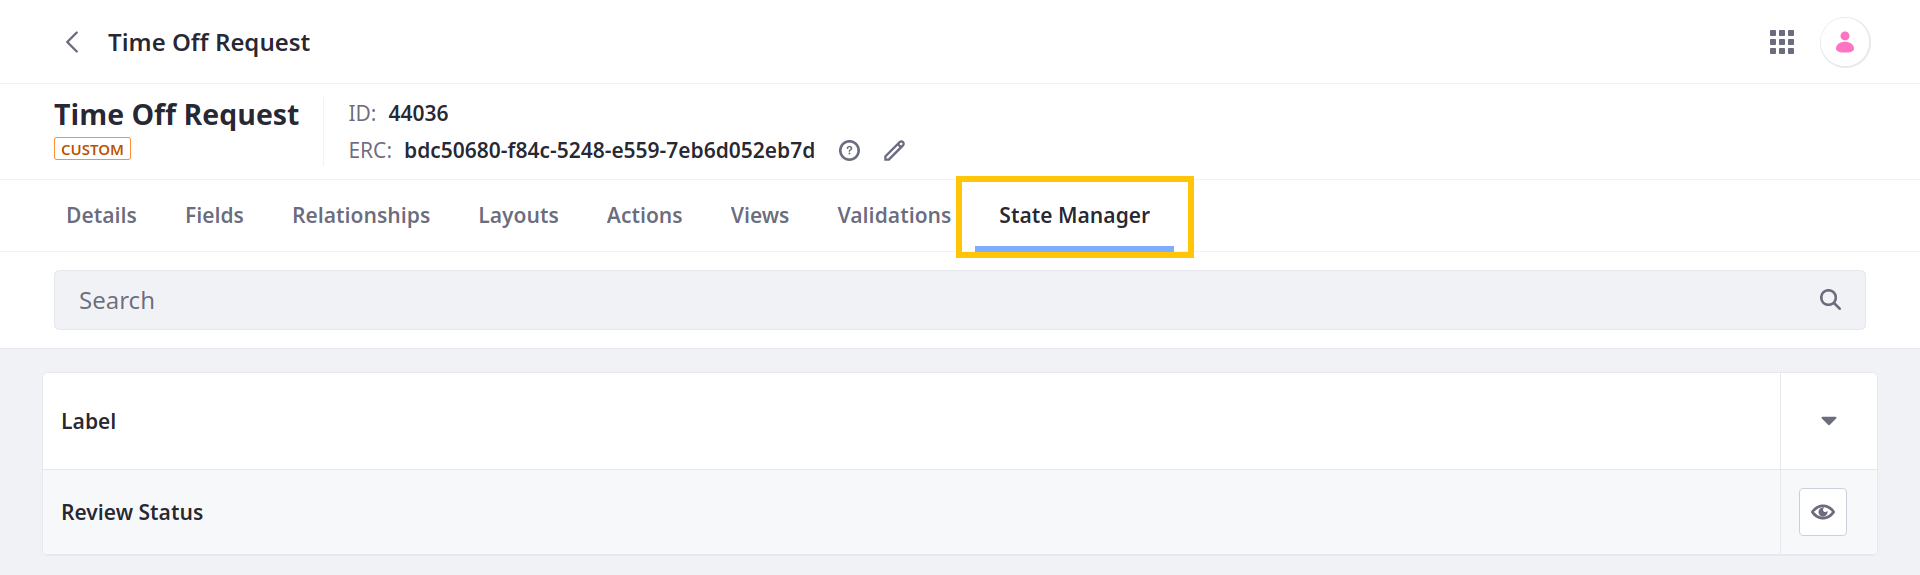 Time Off Request
Time Off Request
CUSTOM
ID: 44036
ERC: bdc50680-f84c-5248-e559-7eb6d052eb7d
Details Fields Relationships Layouts Actions Views Validations State Manager
Search
Label
Review Status